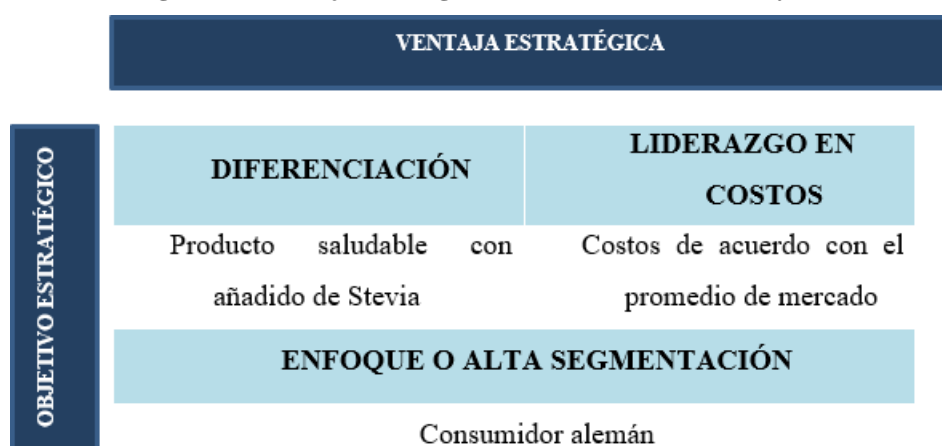 VENTAJA ESTRATÉGICA
OBJETIVO ESTRATÉGICO
DIFERENCIACIÓN
LIDERAZGO EN
COSTOS
Producto saludable con
añadido de Stevia
Costos de acuerdo con el
promedio de mercado
ENFOQUE O ALTA SEGMENTACIÓN
Consumidor alemán